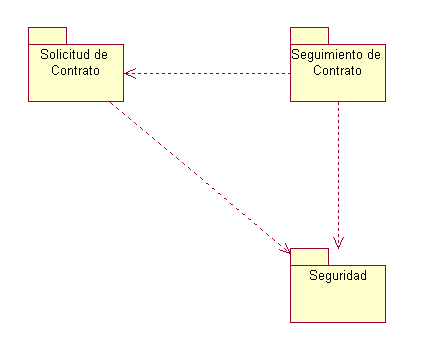 Solicitud de
Contrato
Seguimiento de
Contrato
Seguridad